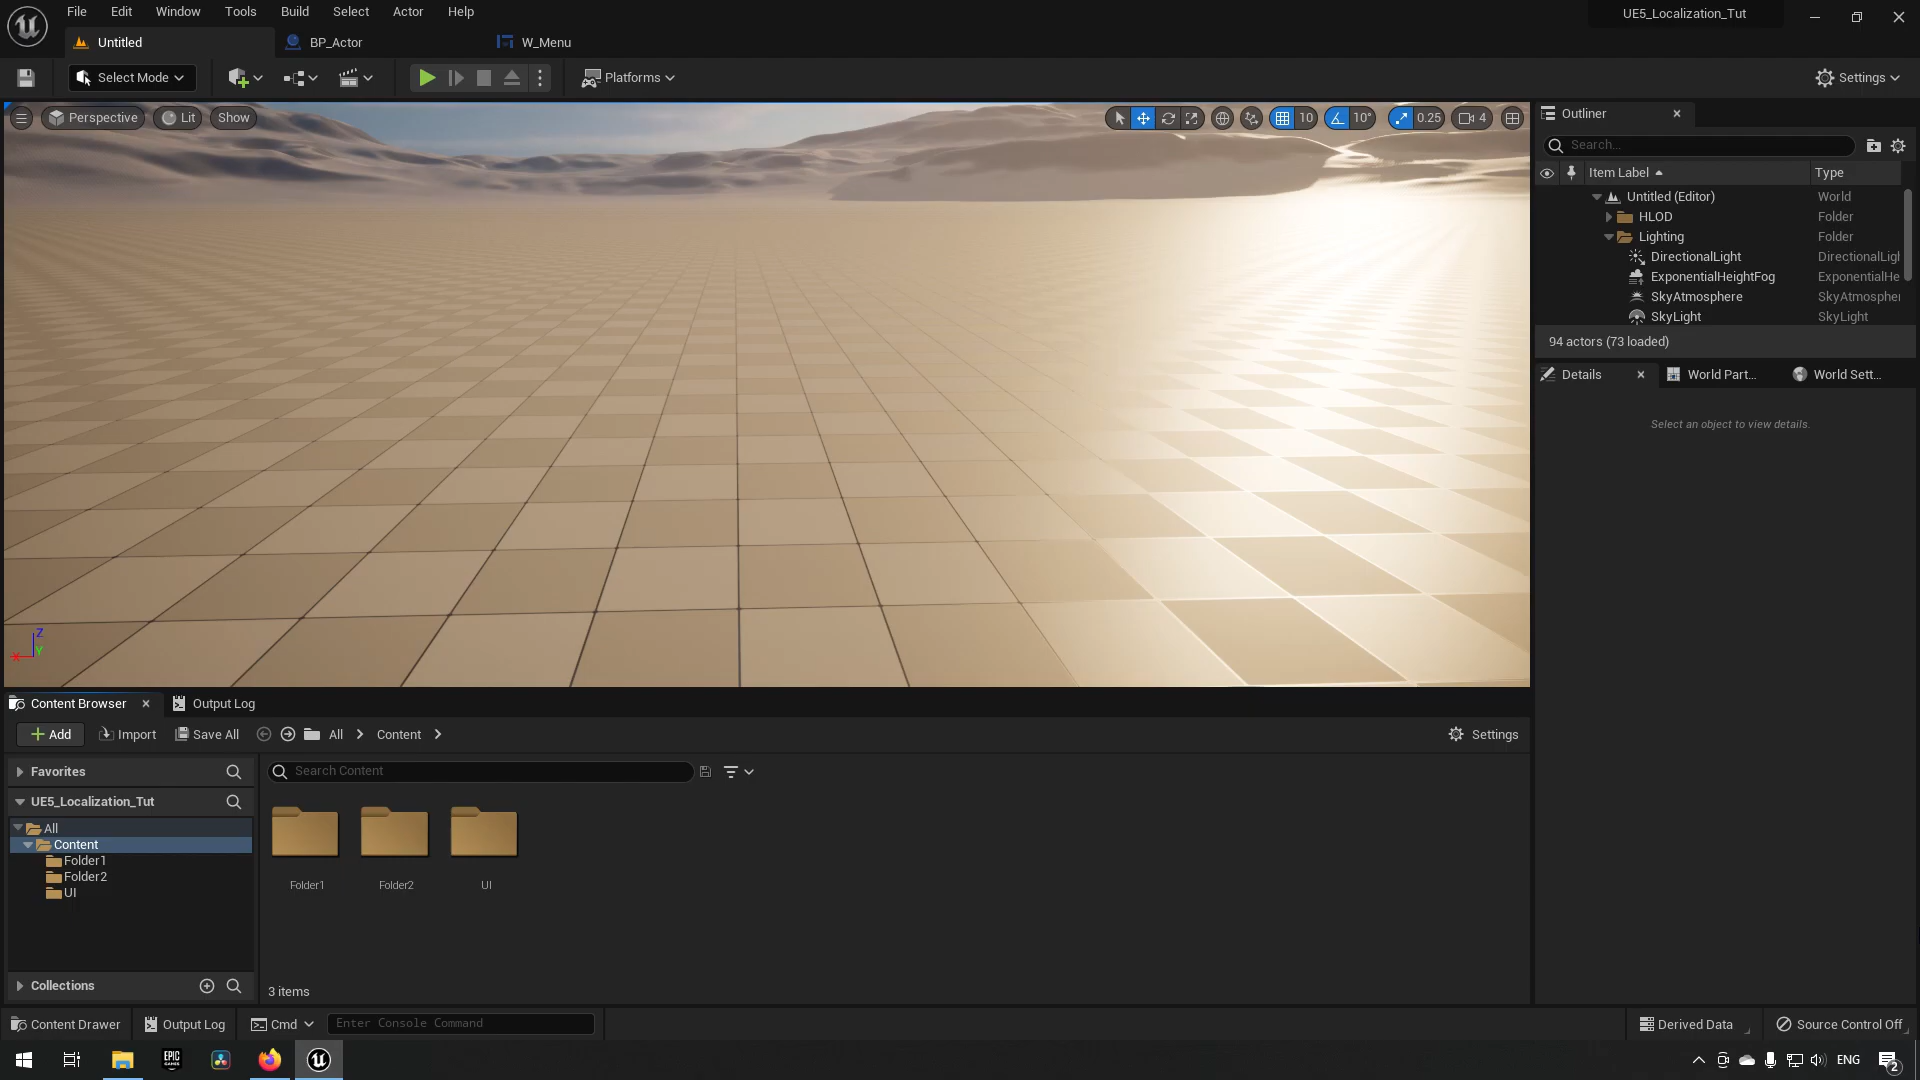 File Edit Window Tools Build Select Actor Help
UE5_Localization_Tut
Untitled
BP_Actor
W_Menu
Select Mode
Platforms
Settings
Perspective
Lit
Show
10
10°
0.25
4
Outliner
Search...
Item Label
Type
Untitled (Editor)
World
HLOD
Folder
Lighting
Folder
DirectionalLight
DirectionalLigl
ExponentialHeightFog
ExponentialHe
SkyAtmosphere
SkyAtmospher
SkyLight
SkyLight
94 actors (73 loaded)
Details
World Part...
World Sett...
Select an object to view details.
Z
X
Y
Content Browser
Output Log
Add
Import
Save All
All
Content
Settings
Favorites
Search Content
UE5_Localization_Tut
All
Content
Folder1
Folder2
UI
Folder1
Folder2
UI
Collections
3 items
Content Drawer
Output Log
Cmd
Enter Console Command
Derived Data
Source Control Off
EPIC
GAMES
ENG
2